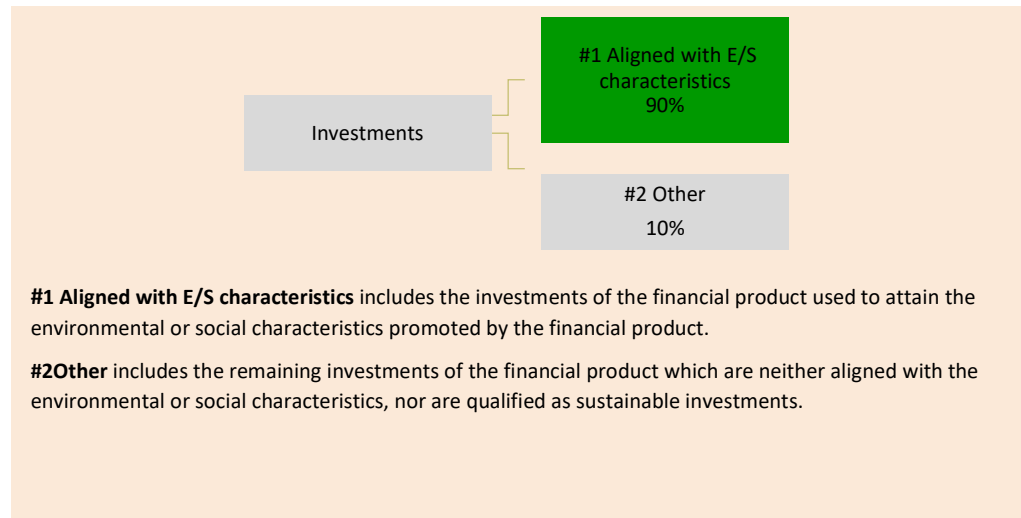 #1 Aligned with E/S
characteristics
90%
Investments
#2 Other
10%
#1 Aligned with E/S characteristics includes the investments of the financial product used to attain the
environmental or social characteristics promoted by the financial product.
#2Other includes the remaining investments of the financial product which are neither aligned with the
environmental or social characteristics, nor are qualified as sustainable investments.